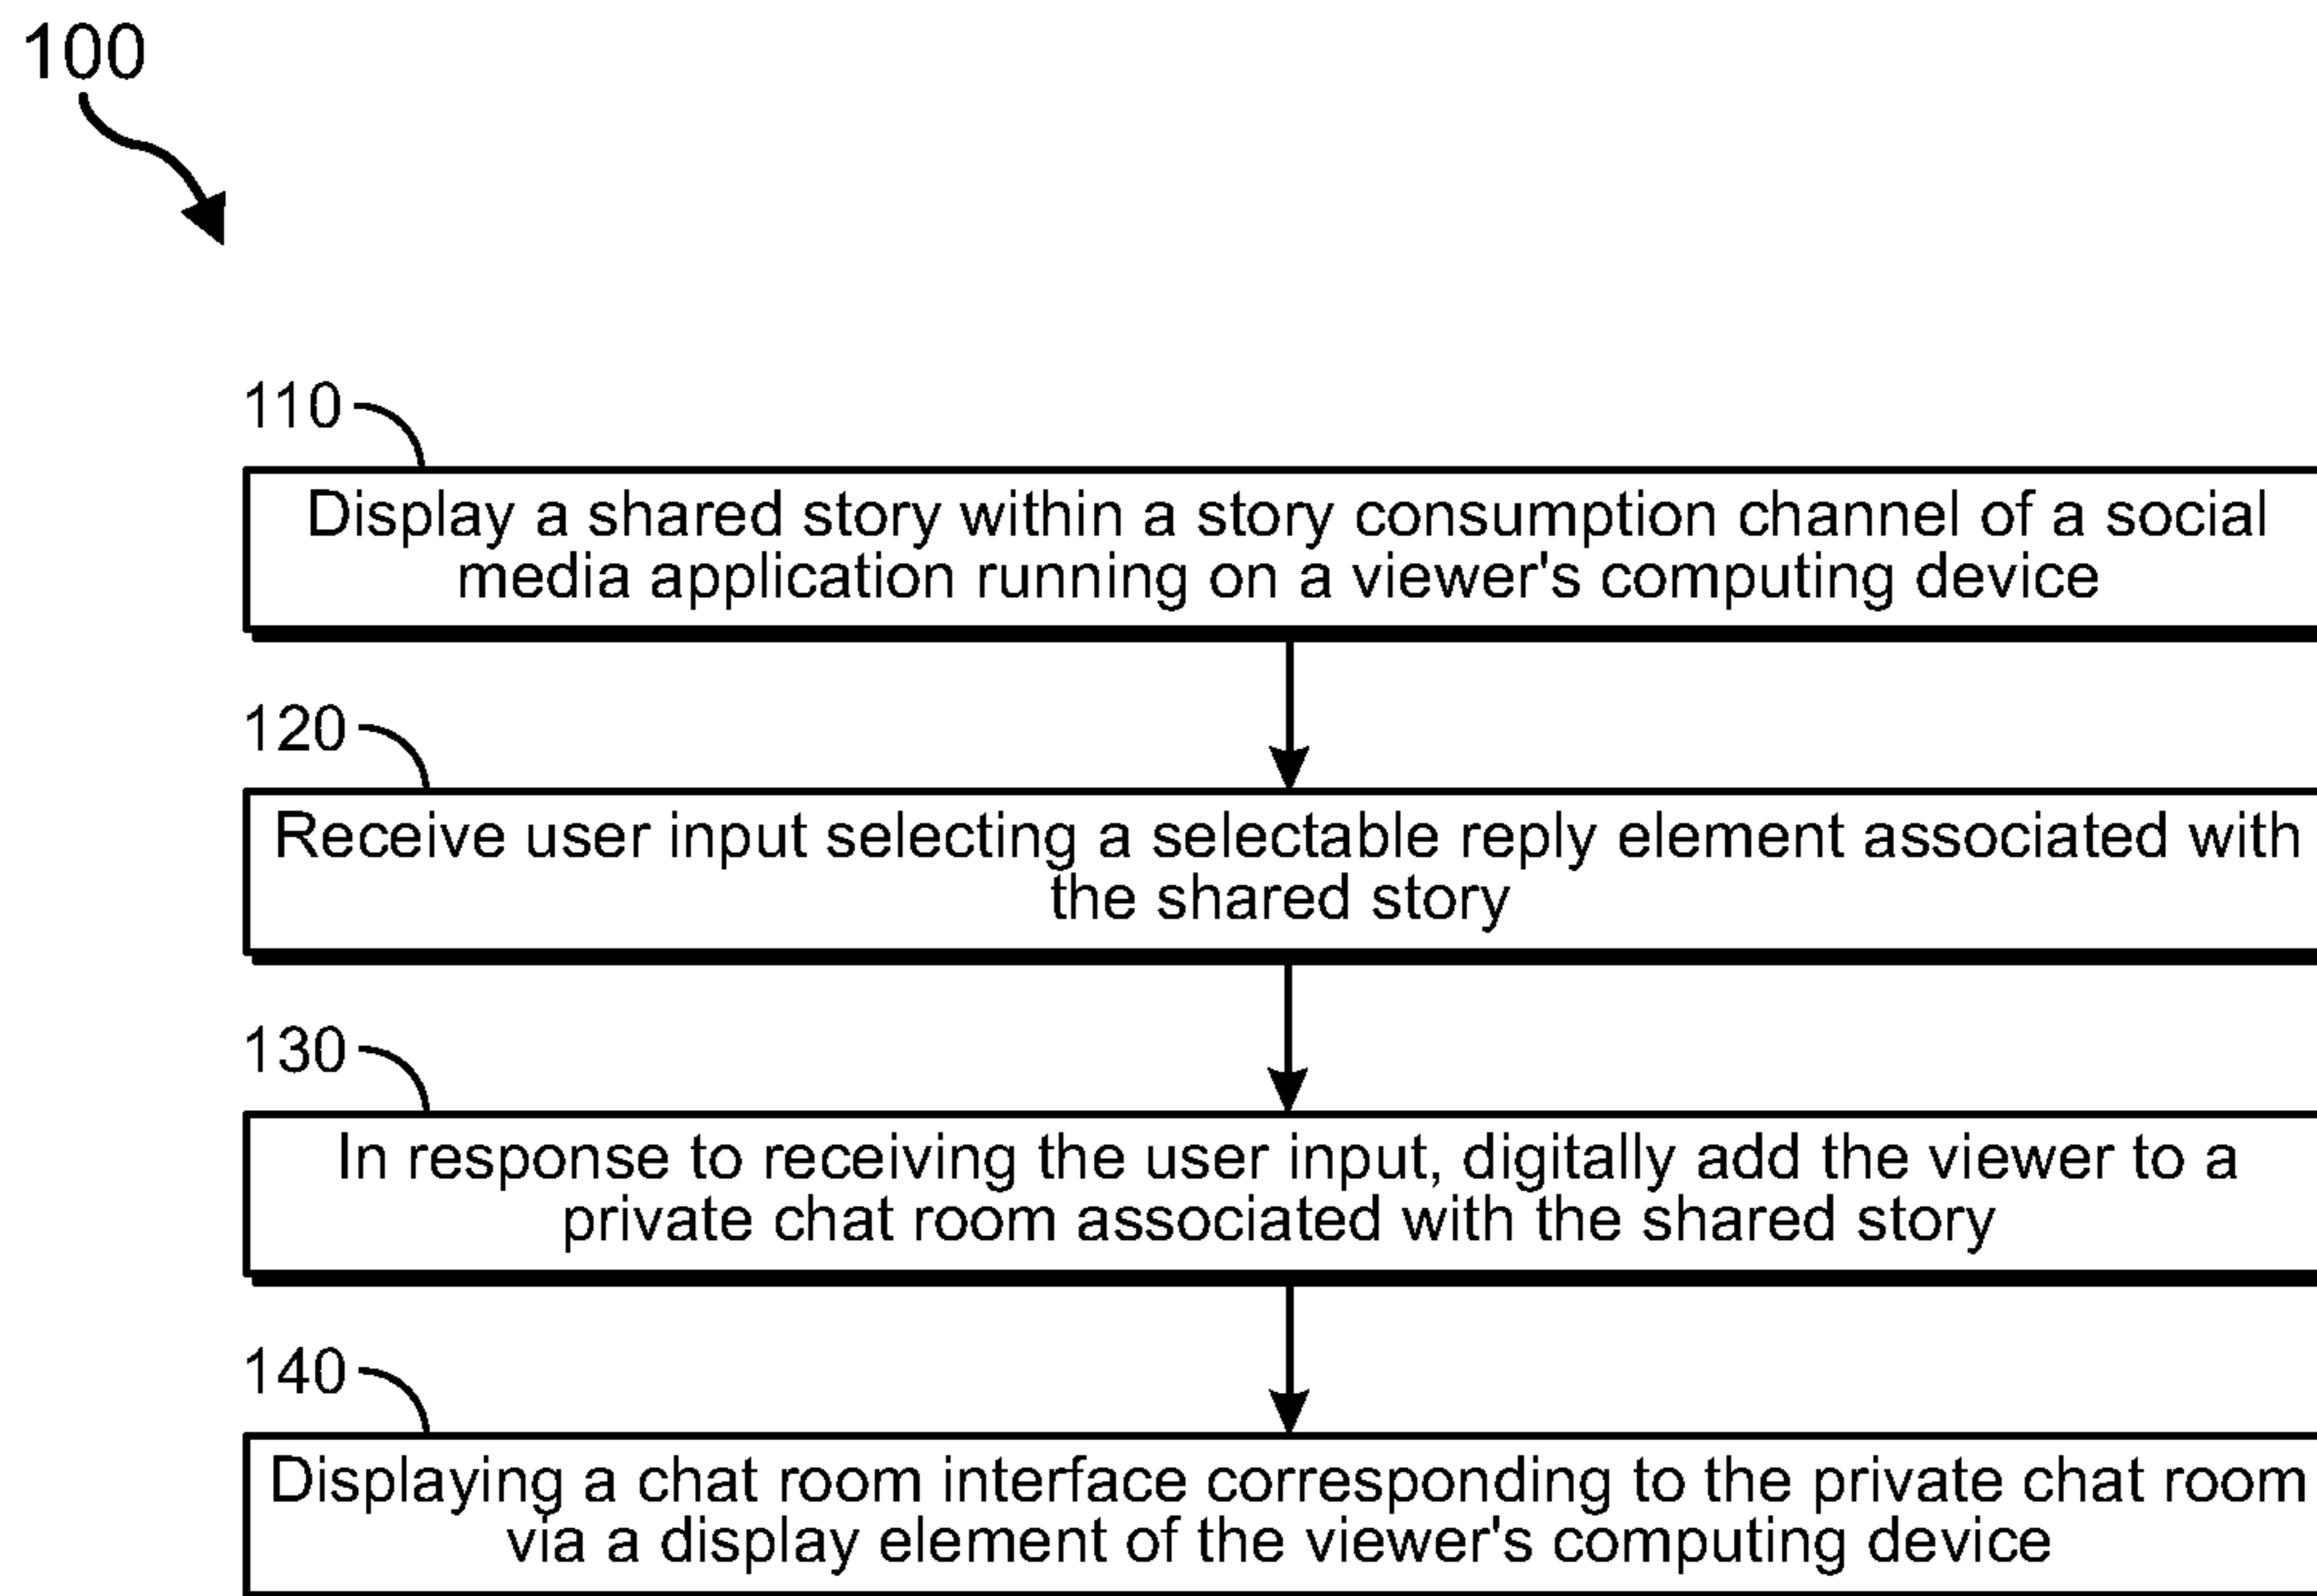 100
110
Display a shared story within a story consumption channel of a social
media application running on a viewer's computing device
120
Receive user input selecting a selectable reply element associated with
the shared story
130
In response to receiving the user input, digitally add the viewer to a
private chat room associated with the shared story
140
Displaying a chat room interface corresponding to the private chat room
via a display element of the viewer's computing device